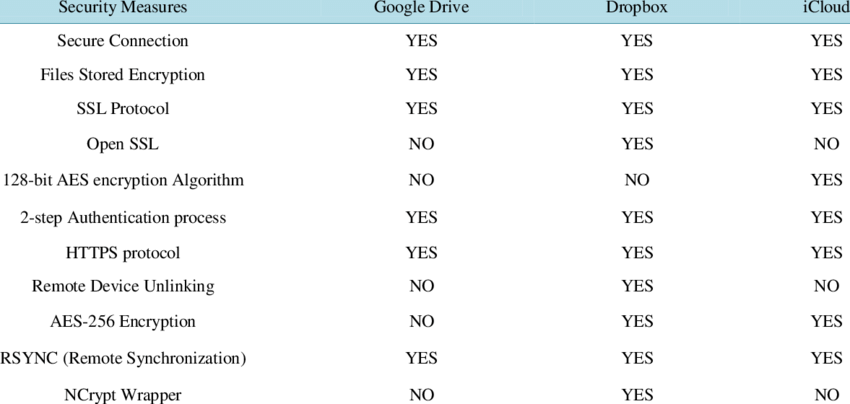 Security Measures Google Drive Dropbox iCloud
Secure Connection YES YES YES
Files Stored Encryption YES YES YES
SSL Protocol YES YES YES
Open SSL NO YES NO
128-bit AES encryption Algorithm NO NO YES
2-step Authentication process YES YES YES
HTTPS protocol YES YES YES
Remote Device Unlinking NO YES NO
AES-256 Encryption NO YES YES
RSYNC (Remote Synchronization) YES YES YES
NCrypt Wrapper NO YES NO